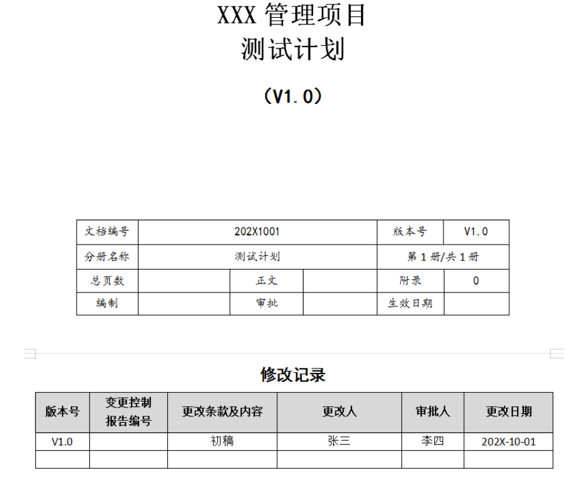 XXX 管理项目
测试计划
（V1.0）
文档编号 202X1001 版本号 V1.0
分册名称 测试计划 第 1 册/共 1 册
总页数 正文 附录 0
编制 审批 生效日期
修改记录
版本号 变更控制报告编号 更改条款及内容 更改人 审批人 更改日期
V1.0 初稿 张三 李四 202X-10-01